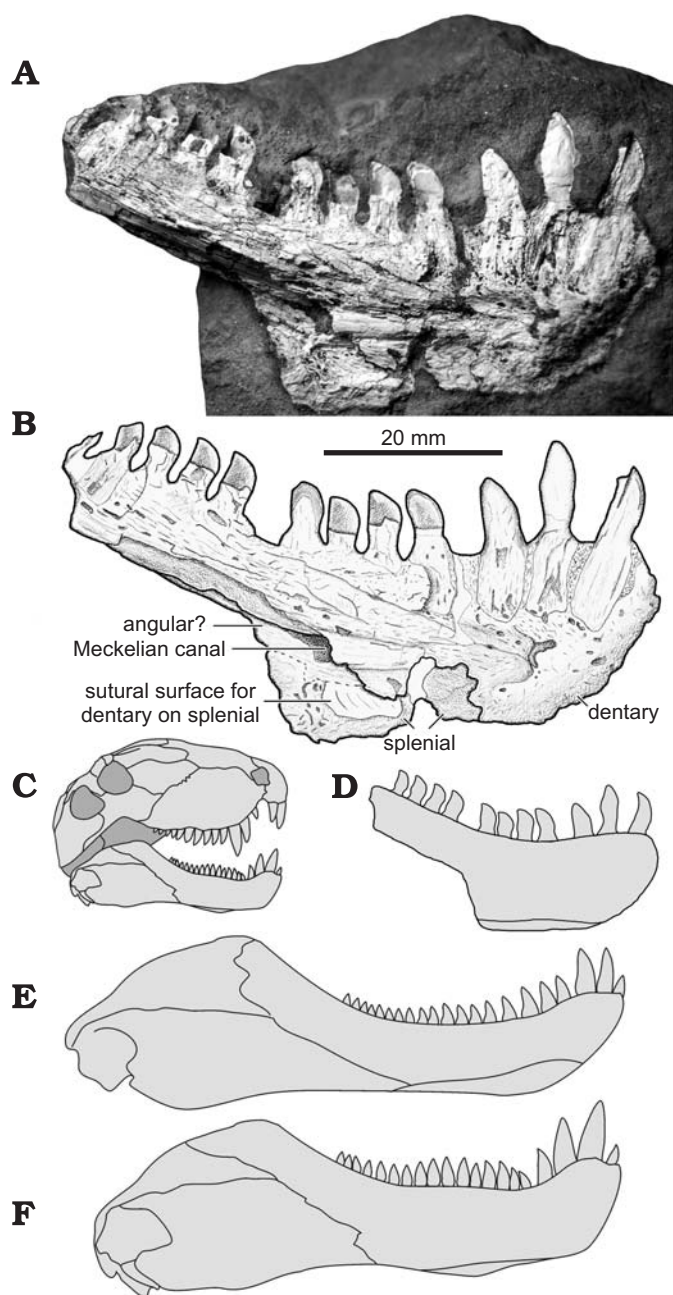 A
B
20 mm
angular?
Meckelian canal
sutural surface for
dentary on splenial
splenial
dentary
C
D
E
F